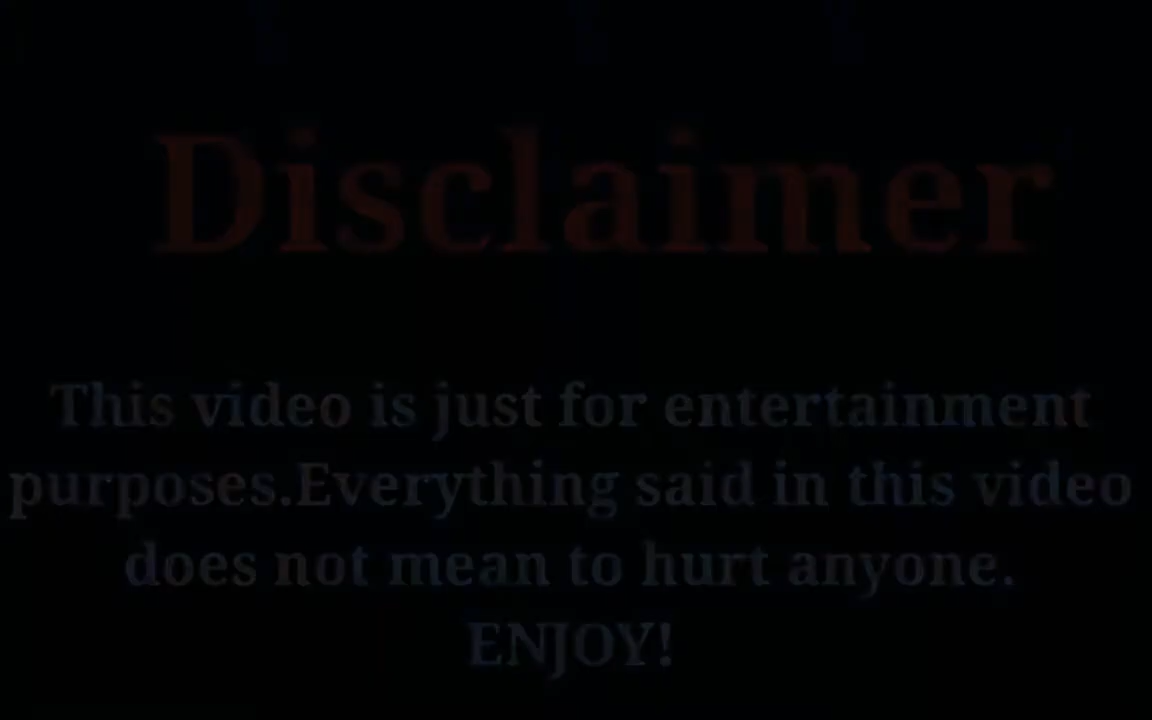 Disclaimer
This video is just for entertainment
purposes.Everything said in this video
does not mean to hurt anyone.
ENJOY!